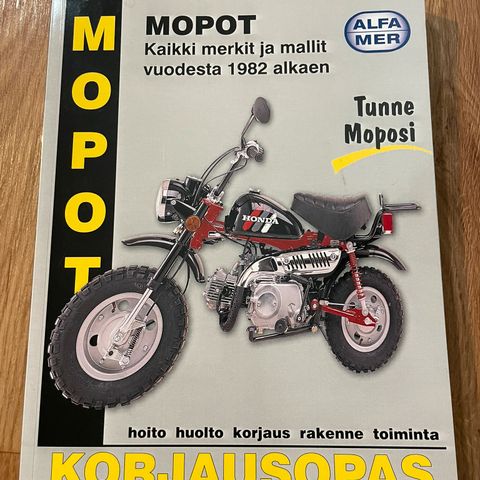 MOPOT
MOPOT
Kaikki merkit ja mallit
vuodesta 1982 alkaen
ALFA
MER
Tunne
Moposi
HONDA
hoito huolto korjaus rakenne toiminta
KORJAUSOPAS